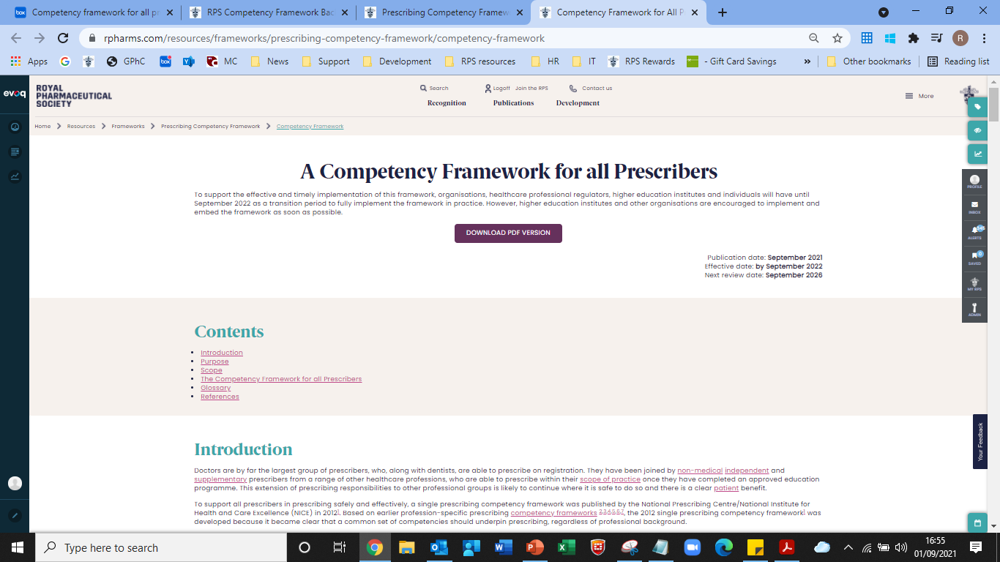 Competency framework for all pr
RPS Competency Framework Bac
Prescribing Competency Framew
Competency Framework for All P
rpharms.com/resources/frameworks/prescribing-competency-framework/competency-framework
R
Apps
GPhC
box
MC
News
Support
Development
RPS resources
HR
IT
RPS Rewards
- Gift Card Savings
»
Other bookmarks
Reading list
evoq
ROYAL
PHARMACEUTICAL
SOCIETY
Search
Logoff Join the RPS
Contact us
Recognition
Publications
Development
More
Home > Resources > Frameworks > Prescribing Competency Framework > Competency Framework
A Competency Framework for all Prescribers
To support the effective and timely implementation of this framework, organisations, healthcare professional regulators, higher education institutes and individuals will have until
September 2022 as a transition period to fully implement the framework in practice. However, higher education institutes and other organisations are encouraged to implement and
embed the framework as soon as possible.
DOWNLOAD PDF VERSION
Publication date: September 2021
Effective date: by September 2022
Next review date: September 2026
PROFILE
INBOX
345
ALERTS
0
SAVED
MY RPS
ADMIN
Contents
Introduction
Purpose
Scope
The Competency Framework for all Prescribers
Glossary
References
Your Feedback
Introduction
Doctors are by far the largest group of prescribers, who, along with dentists, are able to prescribe on registration. They have been joined by non-medical independent and
supplementary prescribers from a range of other healthcare professions, who are able to prescribe within their scope of practice once they have completed an approved education
programme. This extension of prescribing responsibilities to other professional groups is likely to continue where it is safe to do so and there is a clear patient benefit.
To support all prescribers in prescribing safely and effectively, a single prescribing competency framework was published by the National Prescribing Centre/National Institute for
Health and Care Excellence (NICE) in 2012¹. Based on earlier profession-specific prescribing competency frameworks 2,3,4,5,6,7, the 2012 single prescribing competency framework¹ was
developed because it became clear that a common set of competencies should underpin prescribing, regardless of professional background.
Type here to search
16:55
01/09/2021